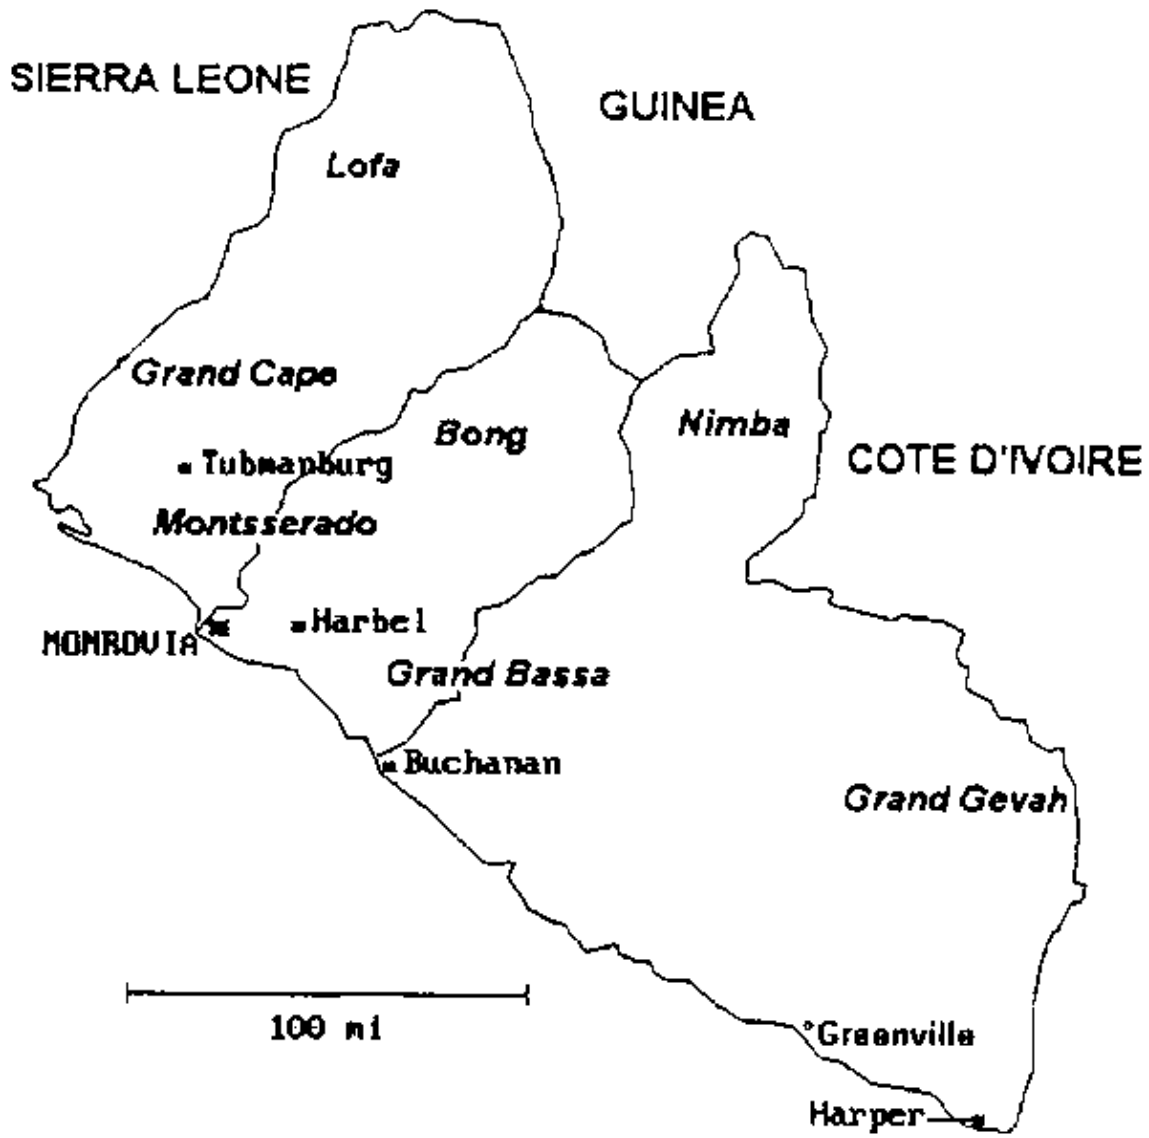 SIERRA LEONE
GUINEA
Lofa
Grand Cape
Bong
Nimba
COTE D'IVOIRE
Tubmanburg
Montsserado
Harbel
MONROVIA
Grand Bassa
Buchanan
Grand Gevah
100 mi
Greenville
Harper